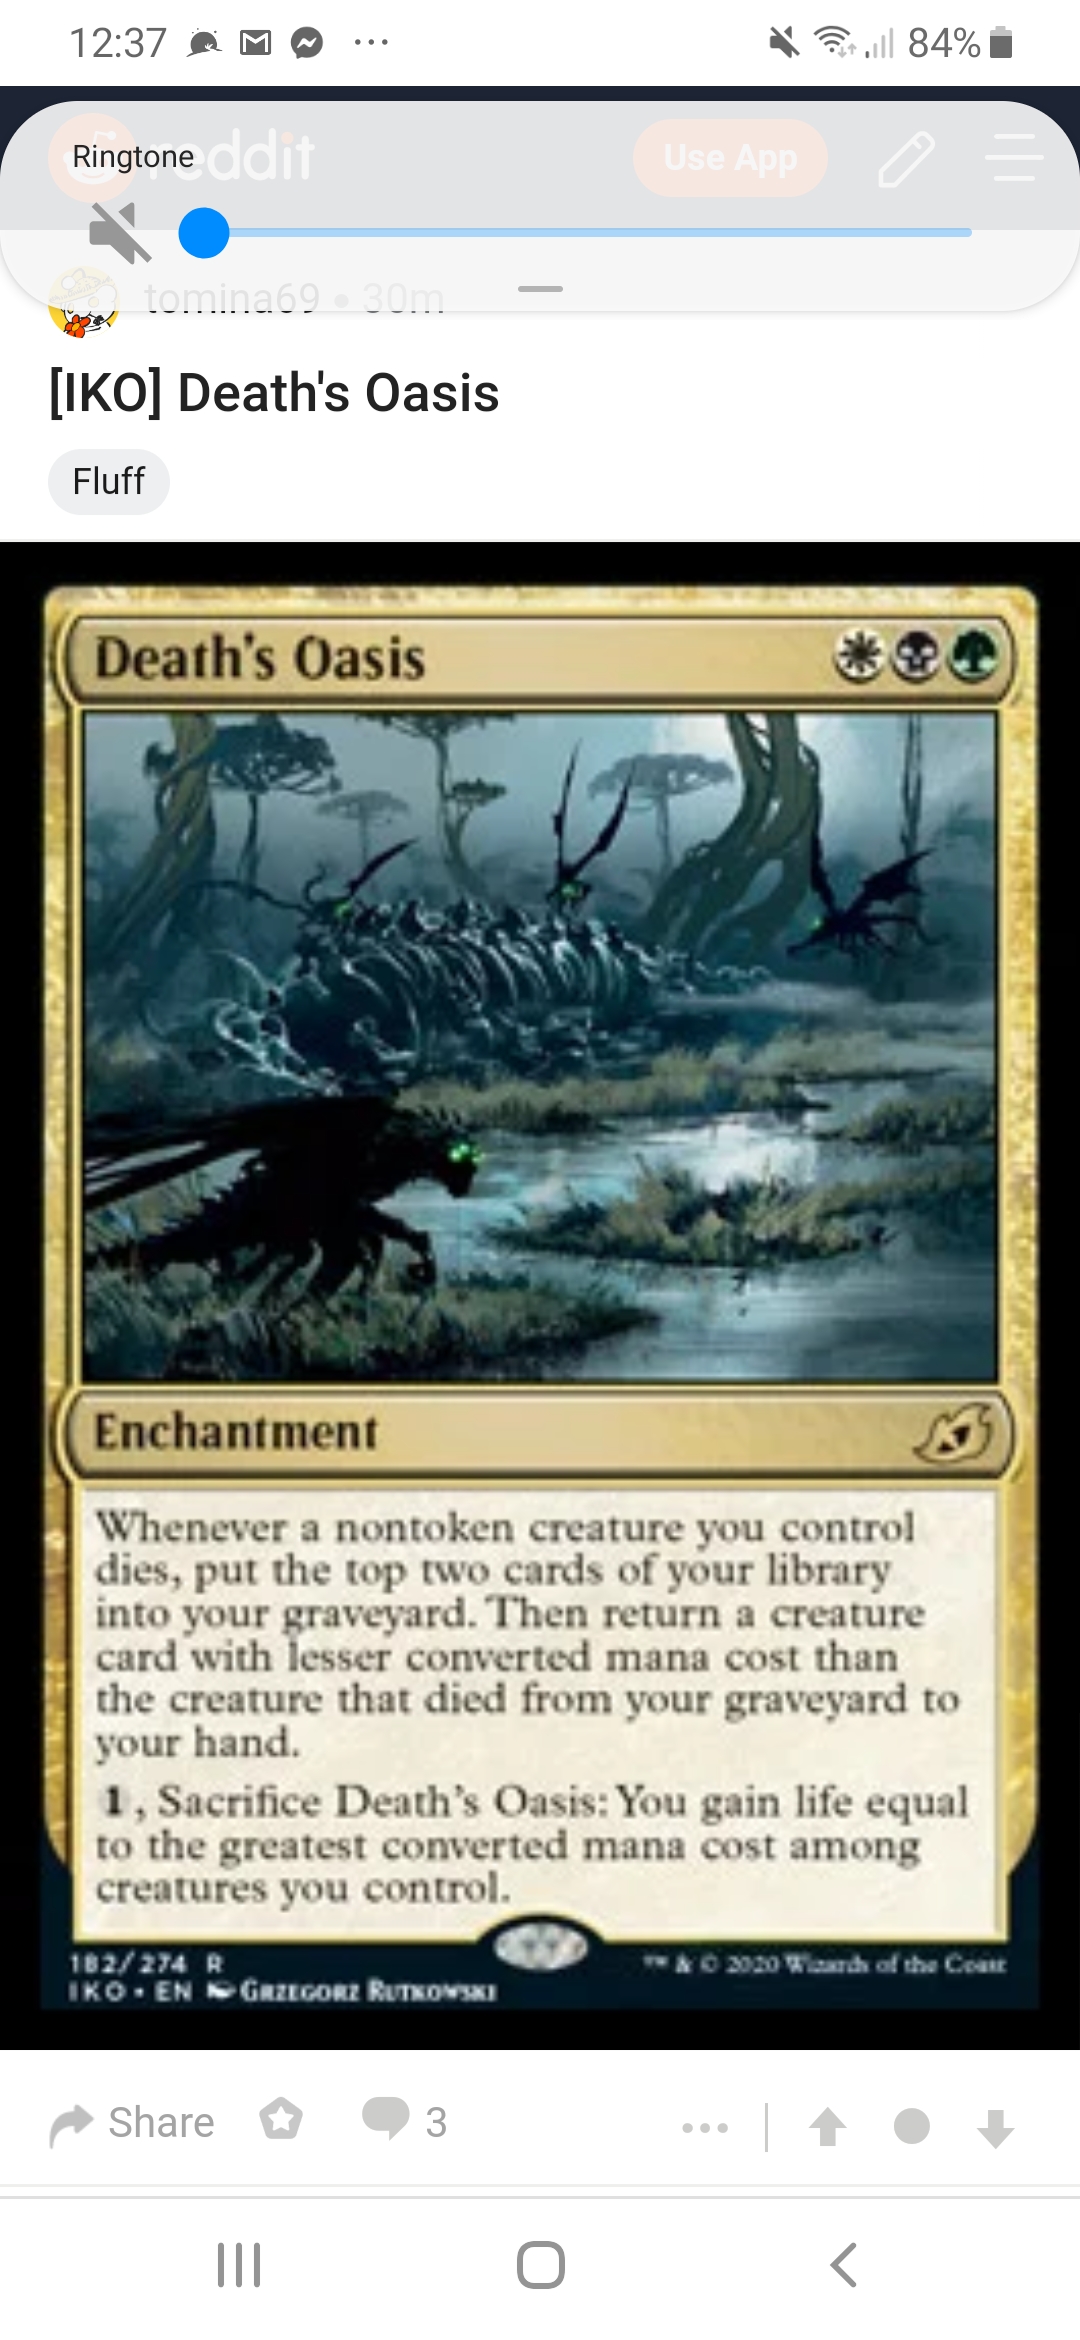 12:37
84%
reddit
Use App
Ringtone
tomina69 • 30m
[IKO] Death's Oasis
Fluff
Death's Oasis
Enchantment
Whenever a nontoken creature you control
dies, put the top two cards of your library
into your graveyard. Then return a creature
card with lesser converted mana cost than
the creature that died from your graveyard to
your hand.
1, Sacrifice Death's Oasis: You gain life equal
to the greatest converted mana cost among
creatures you control.
182/274 R
™ & © 2020 Wizards of the Coast
IKO • EN GRZEGORZ RUTKOWSKI
Share
3